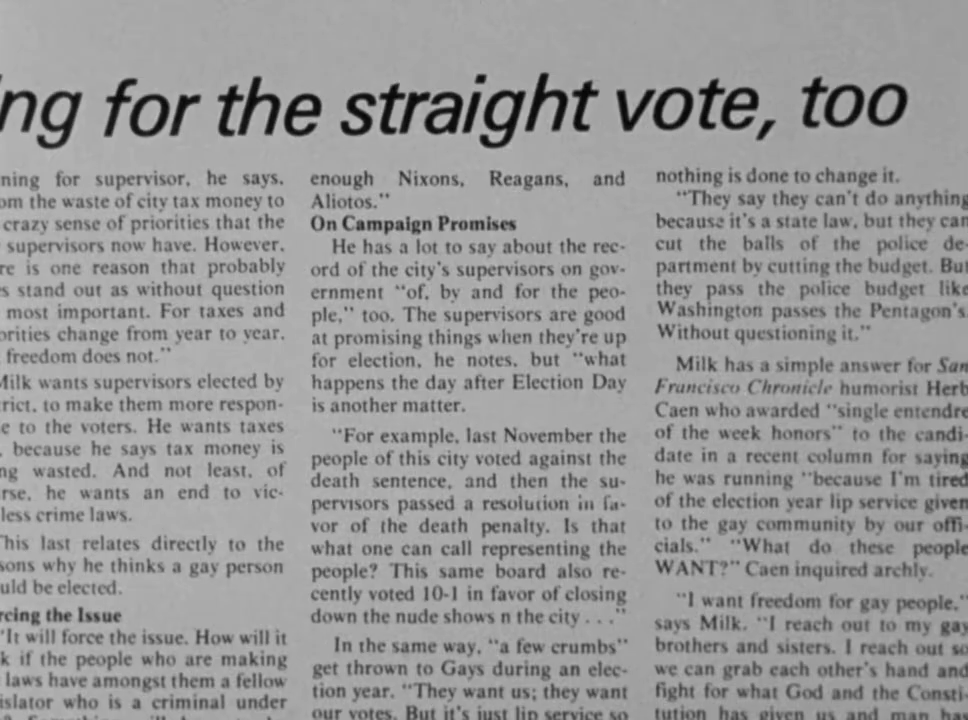 ng for the straight vote, too
ning for supervisor, he says,
om the waste of city tax money to
crazy sense of priorities that the
supervisors now have. However,
re is one reason that probably
s stand out as without question
most important. For taxes and
orities change from year to year,
freedom does not."
Milk wants supervisors elected by
rict, to make them more respon-
e to the voters. He wants taxes
, because he says tax money is
ng wasted. And not least, of
rse, he wants an end to vic-
less crime laws.
This last relates directly to the
sons why he thinks a gay person
uld be elected.
rcing the Issue
"It will force the issue. How will it
k if the people who are making
laws have amongst them a fellow
islator who is a criminal under
enough Nixons, Reagans, and
Aliotos."
On Campaign Promises
He has a lot to say about the rec-
ord of the city's supervisors on gov-
ernment "of, by and for the peo-
ple," too. The supervisors are good
at promising things when they're up
for election, he notes, but "what
happens the day after Election Day
is another matter.
"For example, last November the
people of this city voted against the
death sentence, and then the su-
pervisors passed a resolution in fa-
vor of the death penalty. Is that
what one can call representing the
people? This same board also re-
cently voted 10-1 in favor of closing
down the nude shows n the city . . ."
In the same way, "a few crumbs"
get thrown to Gays during an elec-
tion year. "They want us; they want
our votes. But it's just lip service so
nothing is done to change it.
"They say they can't do anything
because it's a state law, but they can
cut the balls of the police de-
partment by cutting the budget. But
they pass the police budget like
Washington passes the Pentagon's.
Without questioning it."
Milk has a simple answer for San
Francisco Chronicle humorist Herb
Caen who awarded "single entendre
of the week honors" to the candi-
date in a recent column for saying
he was running "because I'm tired
of the election year lip service given
to the gay community by our offi-
cials." "What do these people
WANT?" Caen inquired archly.
"I want freedom for gay people,"
says Milk. "I reach out to my gay
brothers and sisters. I reach out so
we can grab each other's hand and
fight for what God and the Consti-
tution has given us and man has